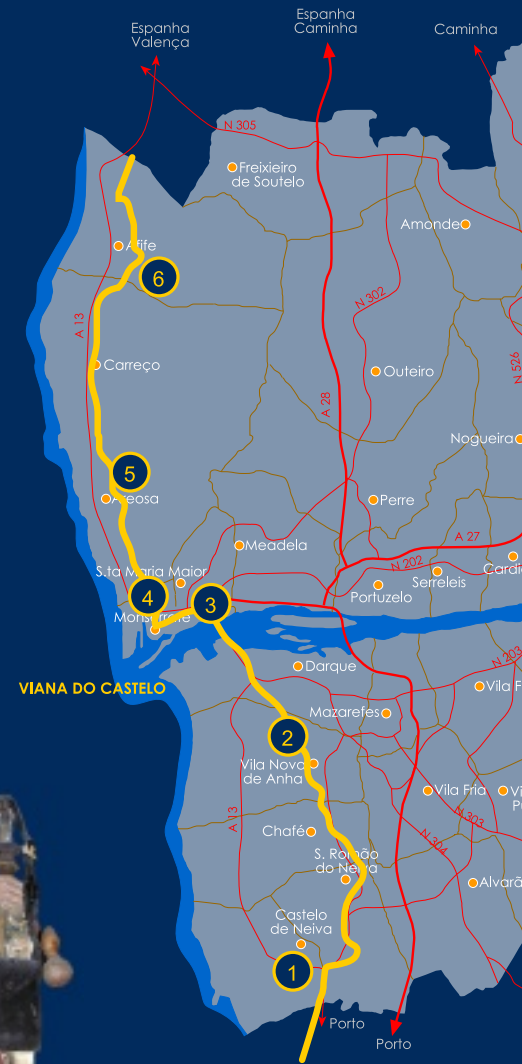 Espanha
Valença
Espanha
Caminha
Caminha
N 305
Freixieiro
de Soutelo
Amonde
Afife
6
N 302
A 13
Carreço
Outeiro
N 526
A 28
Nogueira
5
Areosa
Perre
Meadela
A 27
N 202
S.ta Maria Maior
Serreleis
Portuzelo
4
3
Monserrate
Darque
N 203
VIANA DO CASTELO
Mazarefes
2
Vila Nova
de Anha
Vila Fria
N 303
A 13
Chafé
N 304
S. Romão
do Neiva
Castelo
de Neiva
1
Porto
Porto